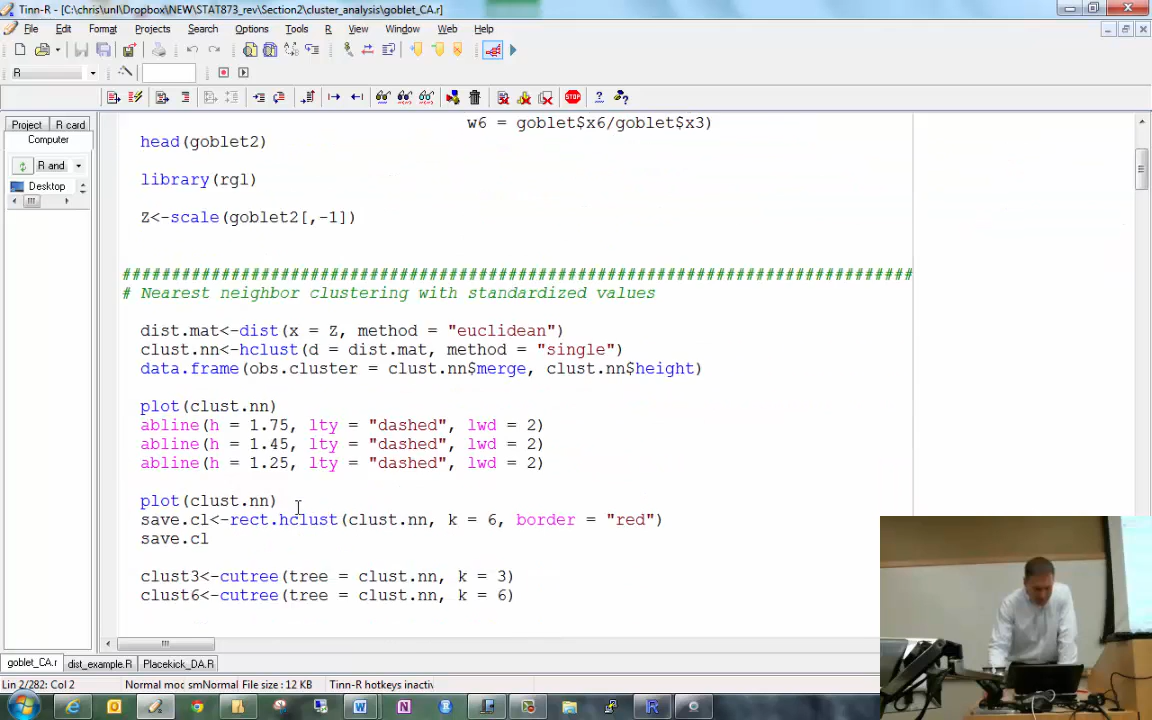 Tinn-R - [C:\chris\unl\Dropbox\NEW\STAT873_rev\Section2\cluster_analysis\goblet_CA.r]
File Edit Format Projects Search Options Tools R View Window Web Help
R
Project R card
Computer
R and
Desktop
w6 = goblet$x6/goblet$x3)
head(goblet2)
library(rgl)
Z<-scale(goblet2[,-1])
################################################################################
# Nearest neighbor clustering with standardized values
dist.mat<-dist(x = Z, method = "euclidean")
clust.nn<-hclust(d = dist.mat, method = "single")
data.frame(obs.cluster = clust.nn$merge, clust.nn$height)
plot(clust.nn)
abline(h = 1.75, lty = "dashed", lwd = 2)
abline(h = 1.45, lty = "dashed", lwd = 2)
abline(h = 1.25, lty = "dashed", lwd = 2)
plot(clust.nn)
save.cl<-rect.hclust(clust.nn, k = 6, border = "red")
save.cl
clust3<-cutree(tree = clust.nn, k = 3)
clust6<-cutree(tree = clust.nn, k = 6)
goblet_CA.r dist_example.R Placekick_DA.R
Lin 2/282: Col 2 Normal moc smNormal File size: 12 KB Tinn-R hotkeys inactiv